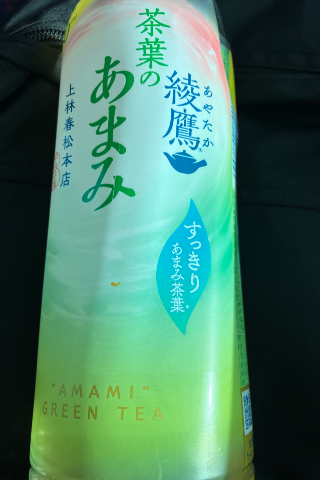 茶葉の
あまみ
上林春松本店
あやたか
綾鷹
すっきり
あまみ茶葉*
"AMAMI"
GREEN TEA